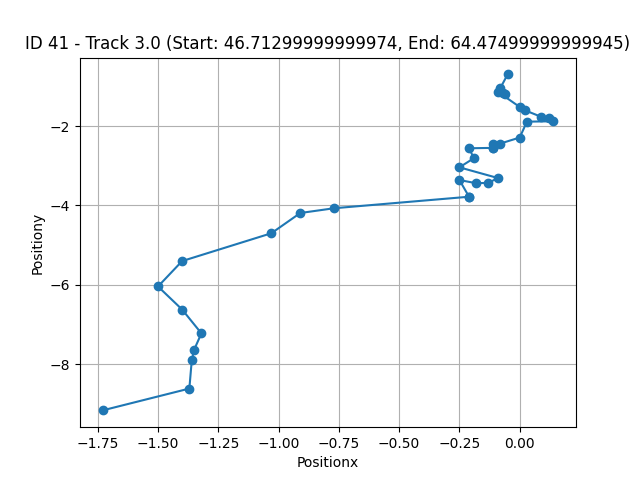 ID 41 - Track 3.0 (Start: 46.71299999999974, End: 64.47499999999945)
−2
−4
−6
−8
Positiony
−1.75 −1.50 −1.25 −1.00 −0.75 −0.50 −0.25 0.00
Positionx